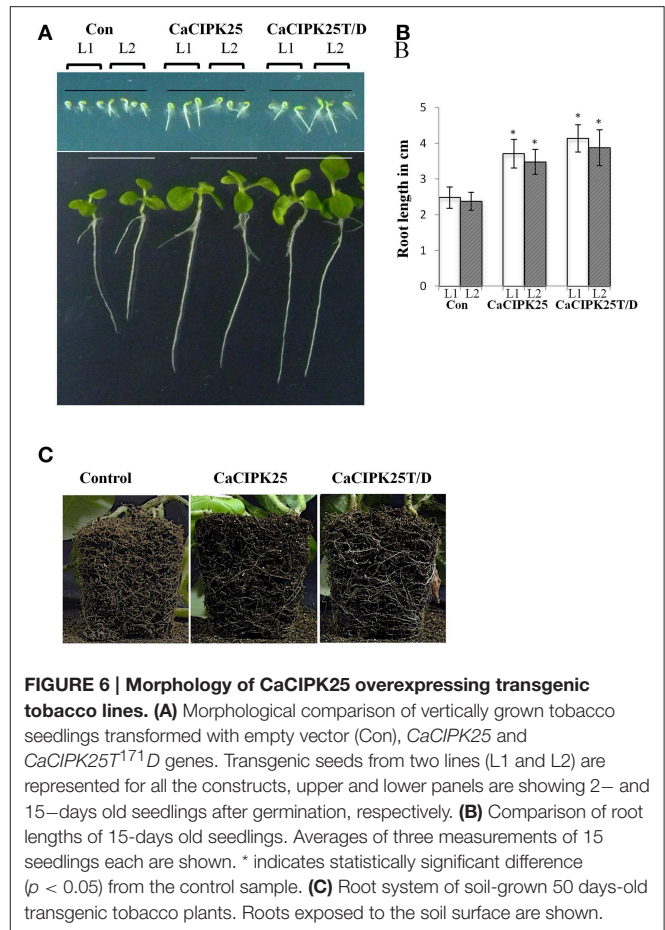 A
Con CaCIPK25 CaCIPK25T/D
L1 L2 L1 L2 L1 L2
B
B
Root length in cm
5
4
3
2
1
0
* * * *
L1 L2 L1 L2 L1 L2
Con CaCIPK25 CaCIPK25T/D
C
Control CaCIPK25 CaCIPK25T/D
FIGURE 6 | Morphology of CaCIPK25 overexpressing transgenic
tobacco lines. (A) Morphological comparison of vertically grown tobacco
seedlings transformed with empty vector (Con), CaCIPK25 and
CaCIPK25T¹⁷¹D genes. Transgenic seeds from two lines (L1 and L2) are
represented for all the constructs, upper and lower panels are showing 2− and
15−days old seedlings after germination, respectively. (B) Comparison of root
lengths of 15-days old seedlings. Averages of three measurements of 15
seedlings each are shown. * indicates statistically significant difference
(p < 0.05) from the control sample. (C) Root system of soil-grown 50 days-old
transgenic tobacco plants. Roots exposed to the soil surface are shown.